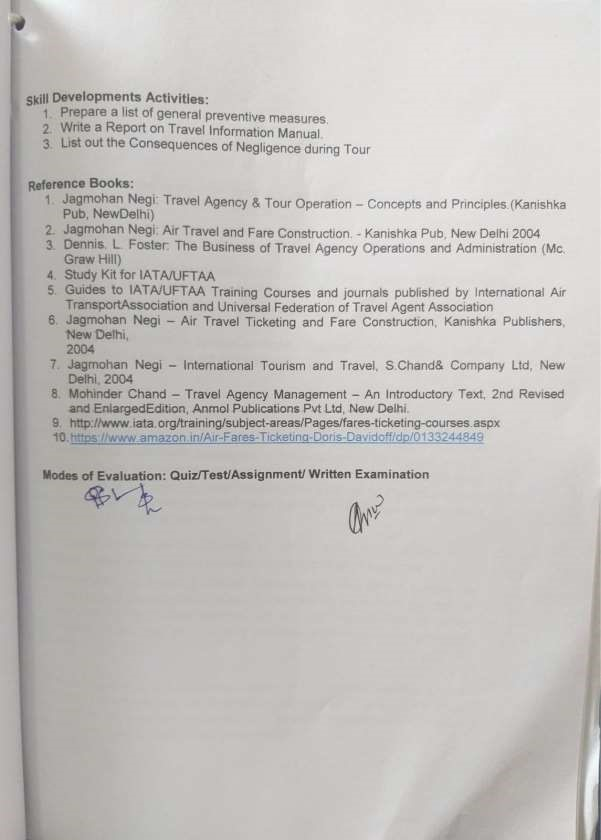 Skill Developments Activities:
1. Prepare a list of general preventive measures.
2. Write a Report on Travel Information Manual.
3. List out the Consequences of Negligence during Tour
Reference Books:
1. Jagmohan Negi: Travel Agency & Tour Operation – Concepts and Principles.(Kanishka
Pub, NewDelhi)
2. Jagmohan Negi: Air Travel and Fare Construction. - Kanishka Pub, New Delhi 2004
3. Dennis. L. Foster: The Business of Travel Agency Operations and Administration (Mc.
Graw Hill)
4. Study Kit for IATA/UFTAA
5. Guides to IATA/UFTAA Training Courses and journals published by International Air
TransportAssociation and Universal Federation of Travel Agent Association
6. Jagmohan Negi – Air Travel Ticketing and Fare Construction, Kanishka Publishers,
New Delhi,
2004
7. Jagmohan Negi – International Tourism and Travel, S.Chand& Company Ltd, New
Delhi, 2004
8. Mohinder Chand – Travel Agency Management – An Introductory Text, 2nd Revised
and EnlargedEdition, Anmol Publications Pvt Ltd, New Delhi.
9. http://www.iata.org/training/subject-areas/Pages/fares-ticketing-courses.aspx
10. https://www.amazon.in/Air-Fares-Ticketing-Doris-Davidoff/dp/0133244849
Modes of Evaluation: Quiz/Test/Assignment/ Written Examination